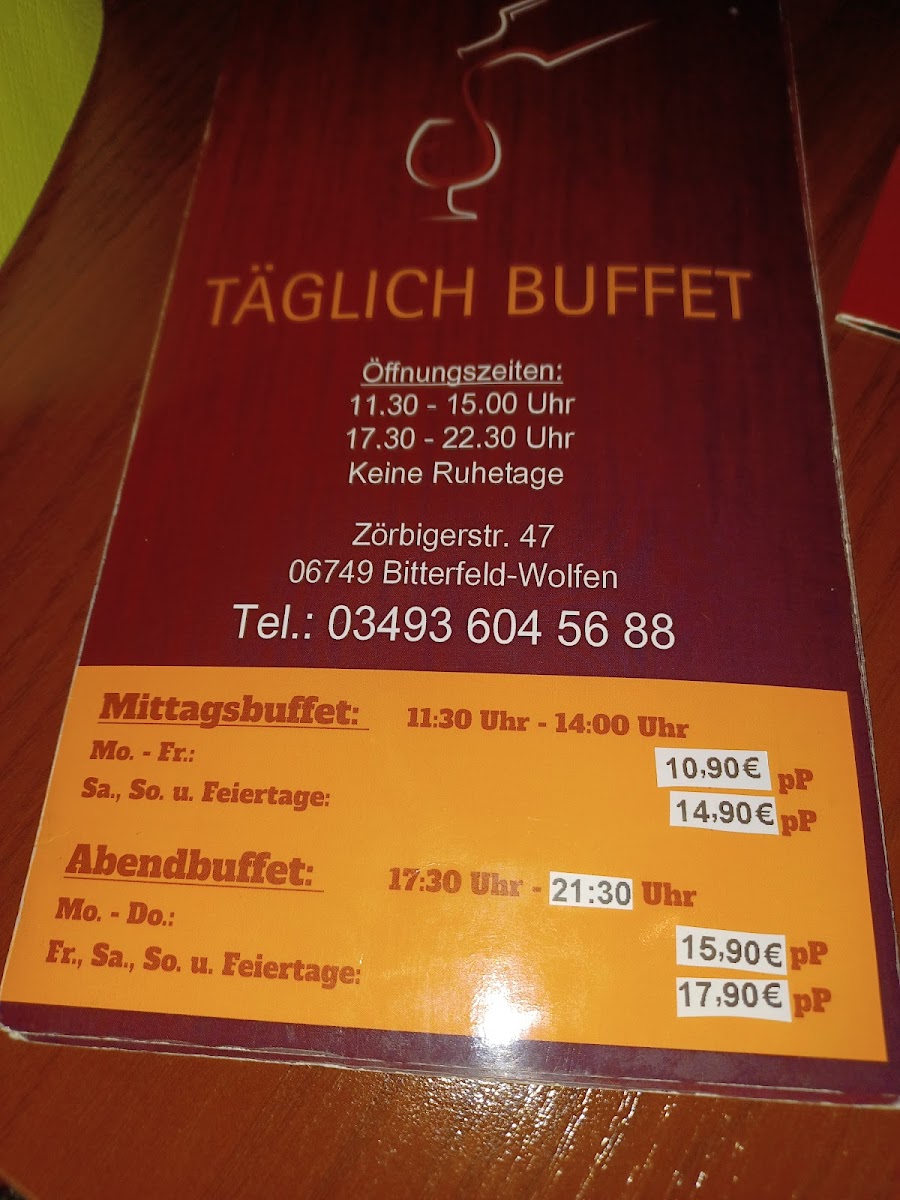 TÄGLICH BUFFET
Öffnungszeiten:
11.30 - 15.00 Uhr
17.30 - 22.30 Uhr
Keine Ruhetage
Zörbigerstr. 47
06749 Bitterfeld-Wolfen
Tel.: 03493 604 56 88
Mittagsbuffet: 11:30 Uhr - 14:00 Uhr
Mo. - Fr.: 10,90€ pP
Sa., So. u. Feiertage: 14,90€ pP
Abendbuffet: 17:30 Uhr - 21:30 Uhr
Mo. - Do.: 15,90€ pP
Fr., Sa., So. u. Feiertage: 17,90€ pP